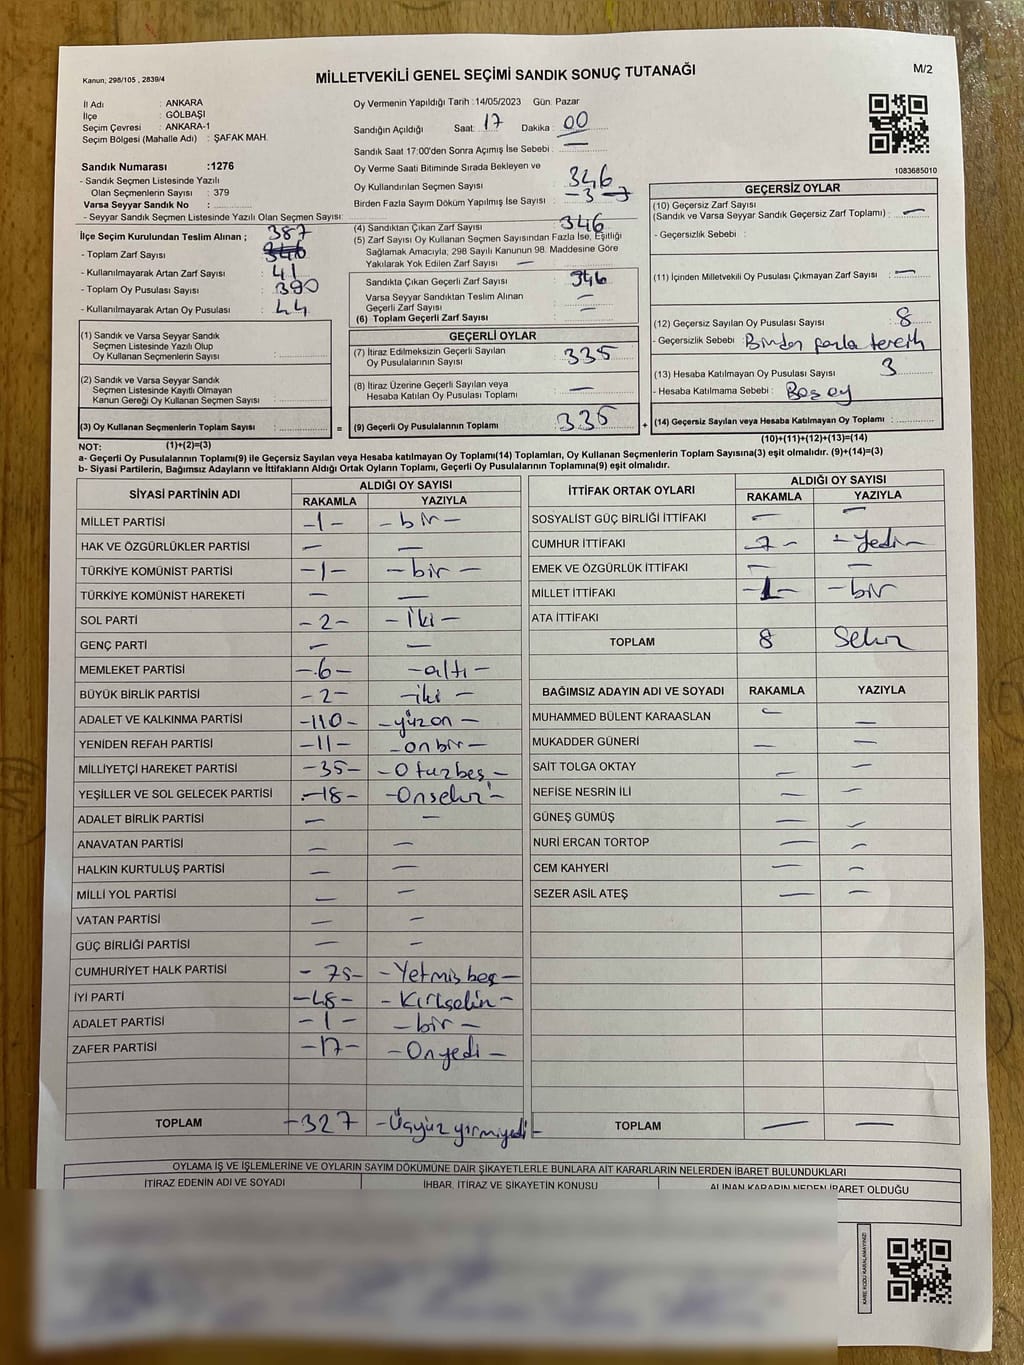 Kanun, 298/105 , 2839/4
MİLLETVEKİLİ GENEL SEÇİMİ SANDIK SONUÇ TUTANAĞI
M/2
İl Adı : ANKARA
İlçe : GÖLBAŞI
Seçim Çevresi : ANKARA-1
Seçim Bölgesi (Mahalle Adı) : ŞAFAK MAH.
Sandık Numarası :1276
- Sandık Seçmen Listesinde Yazılı
Olan Seçmenlerin Sayısı : 379
Varsa Seyyar Sandık No :
- Seyyar Sandık Seçmen Listesinde Yazılı Olan Seçmen Sayısı:
Oy Vermenin Yapıldığı Tarih :14/05/2023 Gün: Pazar
Sandığın Açıldığı Saat: 17 Dakika : 00
Sandık Saat 17:00'den Sonra Açımış İse Sebebi : —
Oy Verme Saati Bitiminde Sırada Bekleyen ve
Oy Kullandırılan Seçmen Sayısı : 346
Birden Fazla Sayım Döküm Yapılmış İse Sayısı :
1083685010
İlçe Seçim Kurulundan Teslim Alınan ; 387
- Toplam Zarf Sayısı : 346
- Kullanılmayarak Artan Zarf Sayısı : 41
- Toplam Oy Pusulası Sayısı : 390
- Kullanılmayarak Artan Oy Pusulası : 44
(4) Sandıktan Çıkan Zarf Sayısı : 346
(5) Zarf Sayısı Oy Kullanan Seçmen Sayısından Fazla İse, Eşitliği
Sağlamak Amacıyla, 298 Sayılı Kanunun 98. Maddesine Göre
Yakılarak Yok Edilen Zarf Sayısı : —
Sandıkta Çıkan Geçerli Zarf Sayısı : 346
Varsa Seyyar Sandıktan Teslim Alınan
Geçerli Zarf Sayısı : —
(6) Toplam Geçerli Zarf Sayısı : —
GEÇERSİZ OYLAR
(10) Geçersiz Zarf Sayısı
(Sandık ve Varsa Seyyar Sandık Geçersiz Zarf Toplamı) : —
- Geçersizlik Sebebi :
(11) İçinden Milletvekili Oy Pusulası Çıkmayan Zarf Sayısı : —
(12) Geçersiz Sayılan Oy Pusulası Sayısı : 8
- Geçersizlik Sebebi : Birden fazla tercih
(13) Hesaba Katılmayan Oy Pusulası Sayısı : 3
- Hesaba Katılmama Sebebi : Boş oy
(14) Geçersiz Sayılan veya Hesaba Katılmayan Oy Toplamı :
(10)+(11)+(12)+(13)=(14)
(1) Sandık ve Varsa Seyyar Sandık
Seçmen Listesinde Yazılı Olup
Oy Kullanan Seçmenlerin Sayısı :
(2) Sandık ve Varsa Seyyar Sandık
Seçmen Listesinde Kayıtlı Olmayan
Kanun Gereği Oy Kullanan Seçmen Sayısı :
(3) Oy Kullanan Seçmenlerin Toplam Sayısı :
(1)+(2)=(3)
GEÇERLİ OYLAR
(7) İtiraz Edilmeksizin Geçerli Sayılan
Oy Pusulalarının Sayısı : 335
(8) İtiraz Üzerine Geçerli Sayılan veya
Hesaba Katılan Oy Pusulası Toplamı : —
(9) Geçerli Oy Pusulalarının Toplamı : 335
NOT:
a- Geçerli Oy Pusulaları Toplamı(9) ile Geçersiz Sayılan veya Hesaba katılmayan Oy Toplamı(14) Toplamları, Oy Kullanan Seçmenlerin Toplam Sayısına(3) eşit olmalıdır. (9)+(14)=(3)
b- Siyasi Partilerin, Bağımsız Adayların ve İttifakların Aldığı Ortak Oyların Toplamı, Geçerli Oy Pusulalarının Toplamına(9) eşit olmalıdır.
SİYASİ PARTİNİN ADI ALDIĞI OY SAYISI
RAKAMLA YAZIYLA
MİLLET PARTİSİ -1- -bir-
HAK VE ÖZGÜRLÜKLER PARTİSİ — —
TÜRKİYE KOMÜNİST PARTİSİ -1- -bir-
TÜRKİYE KOMÜNİST HAREKETİ — —
SOL PARTİ -2- -iki-
GENÇ PARTİ — —
MEMLEKET PARTİSİ -6- -altı-
BÜYÜK BİRLİK PARTİSİ -2- -iki-
ADALET VE KALKINMA PARTİSİ -110- -yüzon-
YENİDEN REFAH PARTİSİ -11- -onbir-
MİLLİYETÇİ HAREKET PARTİSİ -35- -Otuzbeş-
YEŞİLLER VE SOL GELECEK PARTİSİ -18- -Onsekiz-
ADALET BİRLİK PARTİSİ — —
ANAVATAN PARTİSİ — —
HALKIN KURTULUŞ PARTİSİ — —
MİLLİ YOL PARTİSİ — —
VATAN PARTİSİ — —
GÜÇ BİRLİĞİ PARTİSİ — —
CUMHURİYET HALK PARTİSİ -75- -Yetmişbeş-
İYİ PARTİ -48- -Kırksekiz-
ADALET PARTİSİ -1- -bir-
ZAFER PARTİSİ -17- -Onyedi-
TOPLAM -327 -Üçyüzyirmiyedi-
İTTİFAK ORTAK OYLARI ALDIĞI OY SAYISI
RAKAMLA YAZIYLA
SOSYALİST GÜÇ BİRLİĞİ İTTİFAKI — —
CUMHUR İTTİFAKI -7- -Yedi-
EMEK VE ÖZGÜRLÜK İTTİFAKI — —
MİLLET İTTİFAKI -1- -bir-
ATA İTTİFAKI
TOPLAM 8 Sekiz
BAĞIMSIZ ADAYIN ADI VE SOYADI RAKAMLA YAZIYLA
MUHAMMED BÜLENT KARAASLAN — —
MUKADDER GÜNERİ — —
SAİT TOLGA OKTAY — —
NEFİSE NESRİN İLİ — —
GÜNEŞ GÜMÜŞ — —
NURİ ERCAN TORTOP — —
CEM KAHYERİ — —
SEZER ASİL ATEŞ — —
TOPLAM — —
OYLAMA İŞ VE İŞLEMLERİNE VE OYLARIN SAYIM DÖKÜMÜNE DAİR ŞİKAYETLERLE BUNLARA AİT KARARLARIN NELERDEN İBARET BULUNDUKLARI
İTİRAZ EDENİN ADI VE SOYADI İHBAR, İTİRAZ VE ŞİKAYETİN KONUSU ALINAN KARARIN NEDEN İBARET OLDUĞU
KARE KODU KARALAMAYINIZ!